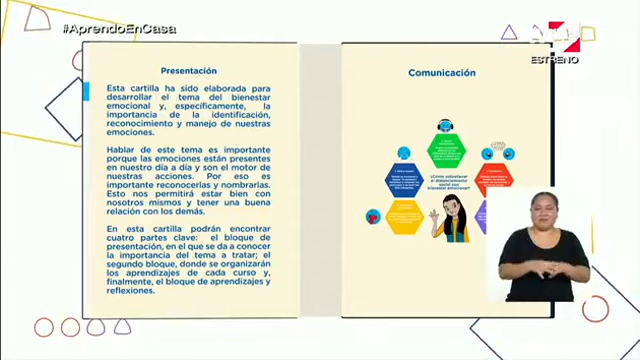 #AprendoEnCasa
ESTRENO
Presentación
Esta cartilla ha sido elaborada para
desarrollar el tema del bienestar
emocional y, específicamente, la
importancia de la identificación,
reconocimiento y manejo de nuestras
emociones.
Hablar de este tema es importante
porque las emociones están presentes
en nuestro día a día y son el motor de
nuestras acciones. Por eso es
importante reconocerlas y nombrarlas.
Esto nos permitirá estar bien con
nosotros mismos y tener una buena
relación con los demás.
En esta cartilla podrán encontrar
cuatro partes clave: el bloque de
presentación, en el que se da a conocer
la importancia del tema a tratar; el
segundo bloque, donde se organizarán
los aprendizajes de cada curso y,
finalmente, el bloque de aprendizajes y
reflexiones.
Comunicación
¿Cómo sobrellevar
el distanciamiento
social con
bienestar emocional?